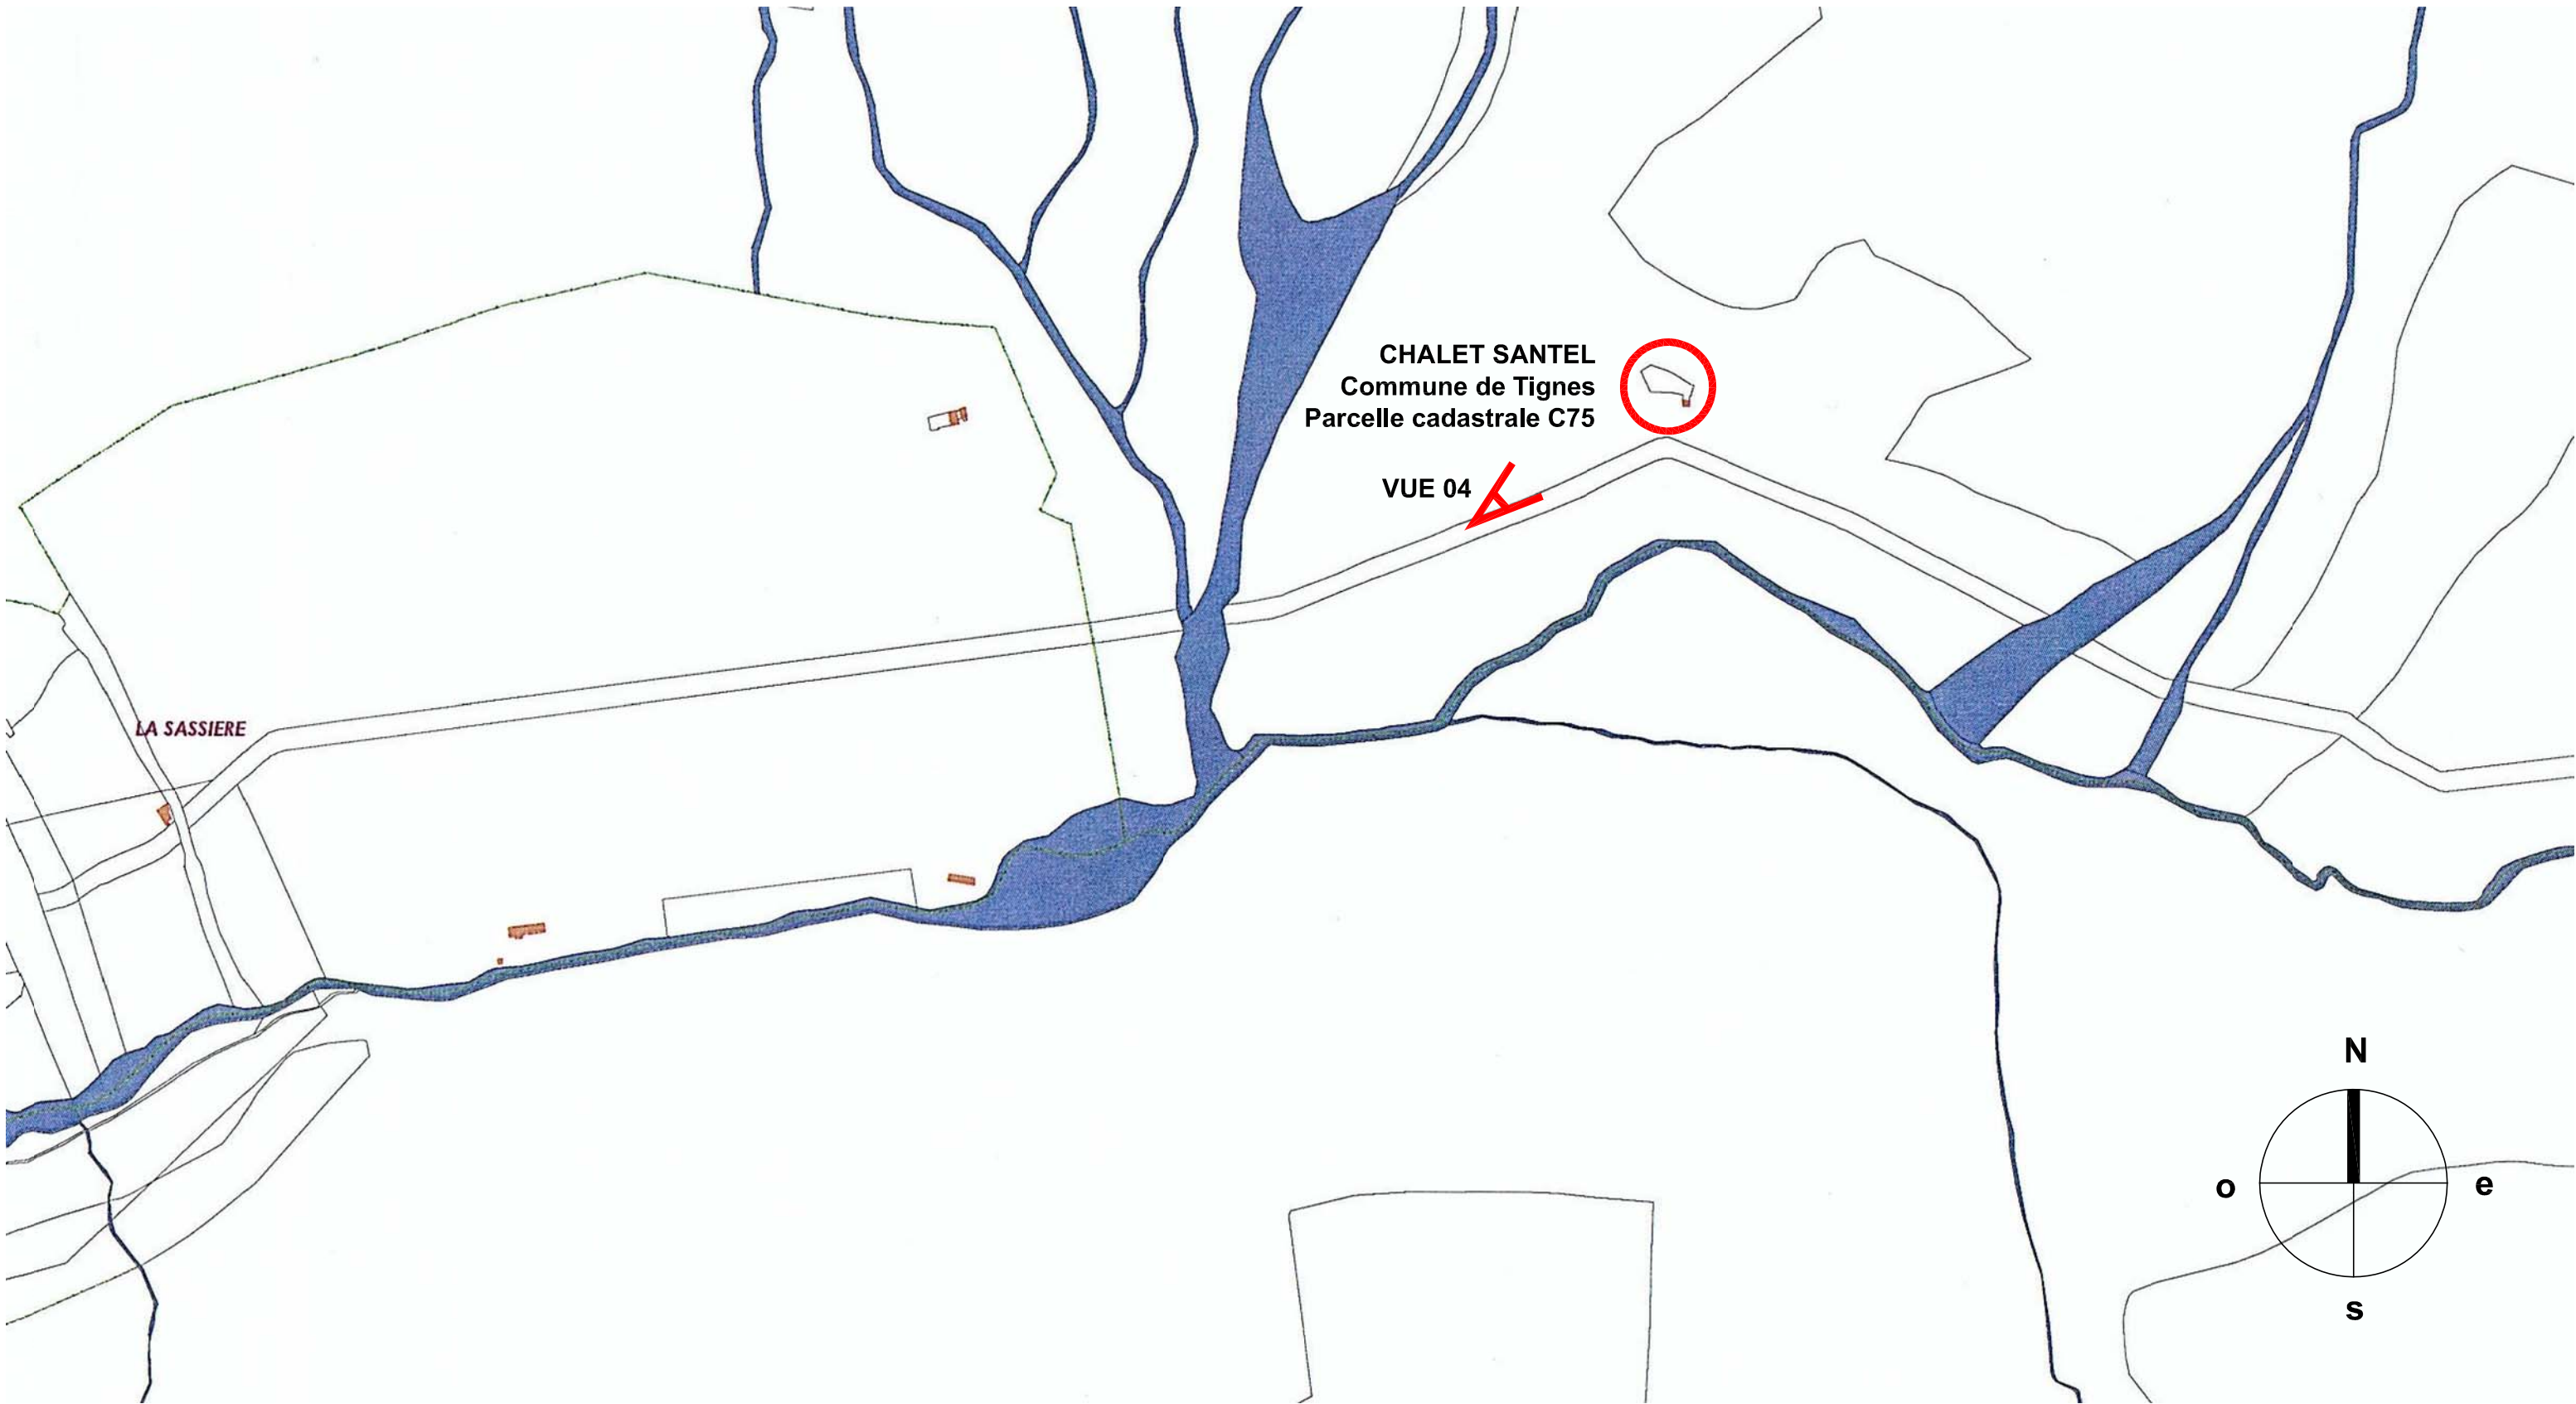 CHALET SANTEL
Commune de Tignes
Parcelle cadastrale C75
VUE 04
LA SASSIERE
N
o
e
s